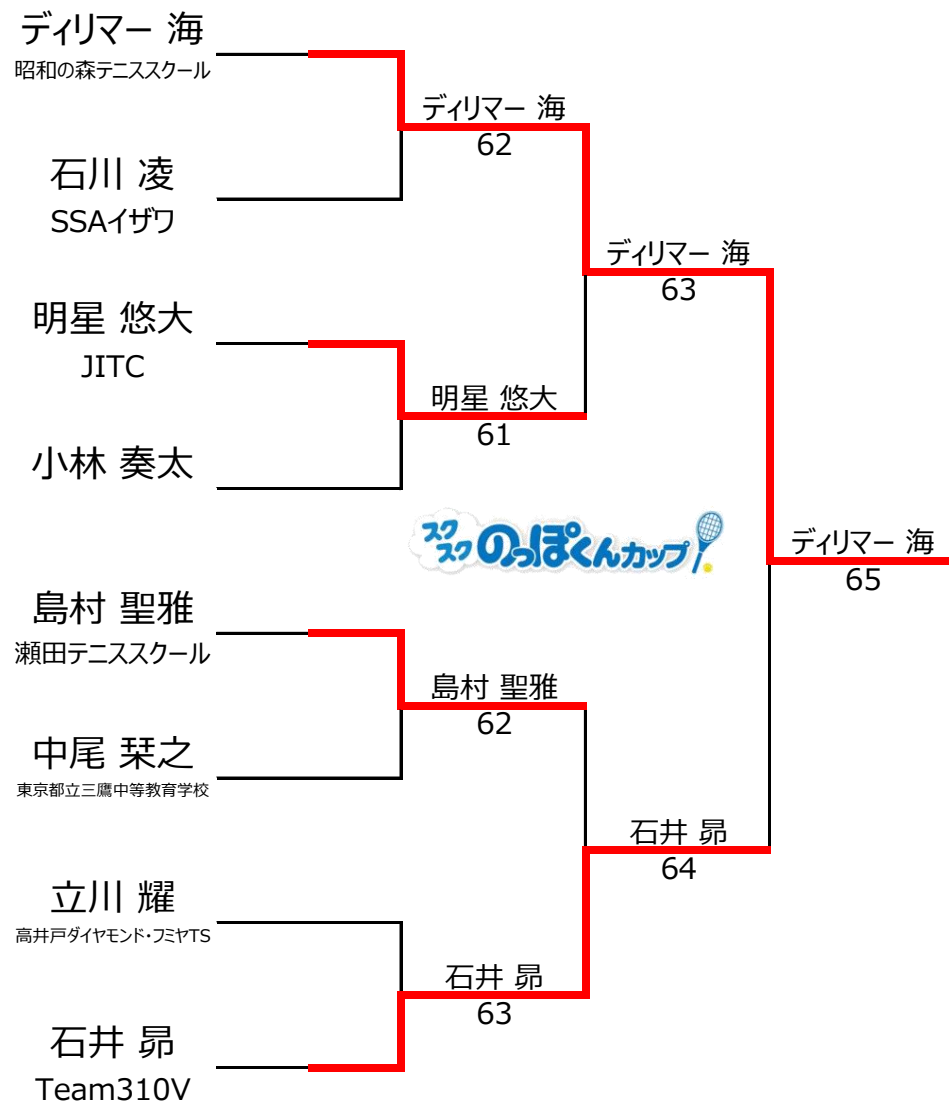 ディリマー 海
昭和の森テニススクール
ディリマー 海
62
石川 凌
SSAイザワ
ディリマー 海
63
明星 悠大
JITC
明星 悠大
61
小林 奏太
スクスク のっぽくんカップ
ディリマー 海
65
島村 聖雅
瀬田テニススクール
島村 聖雅
62
中尾 栞之
東京都立三鷹中等教育学校
石井 昴
64
立川 耀
高井戸ダイヤモンド・フミヤTS
石井 昴
63
石井 昴
Team310V